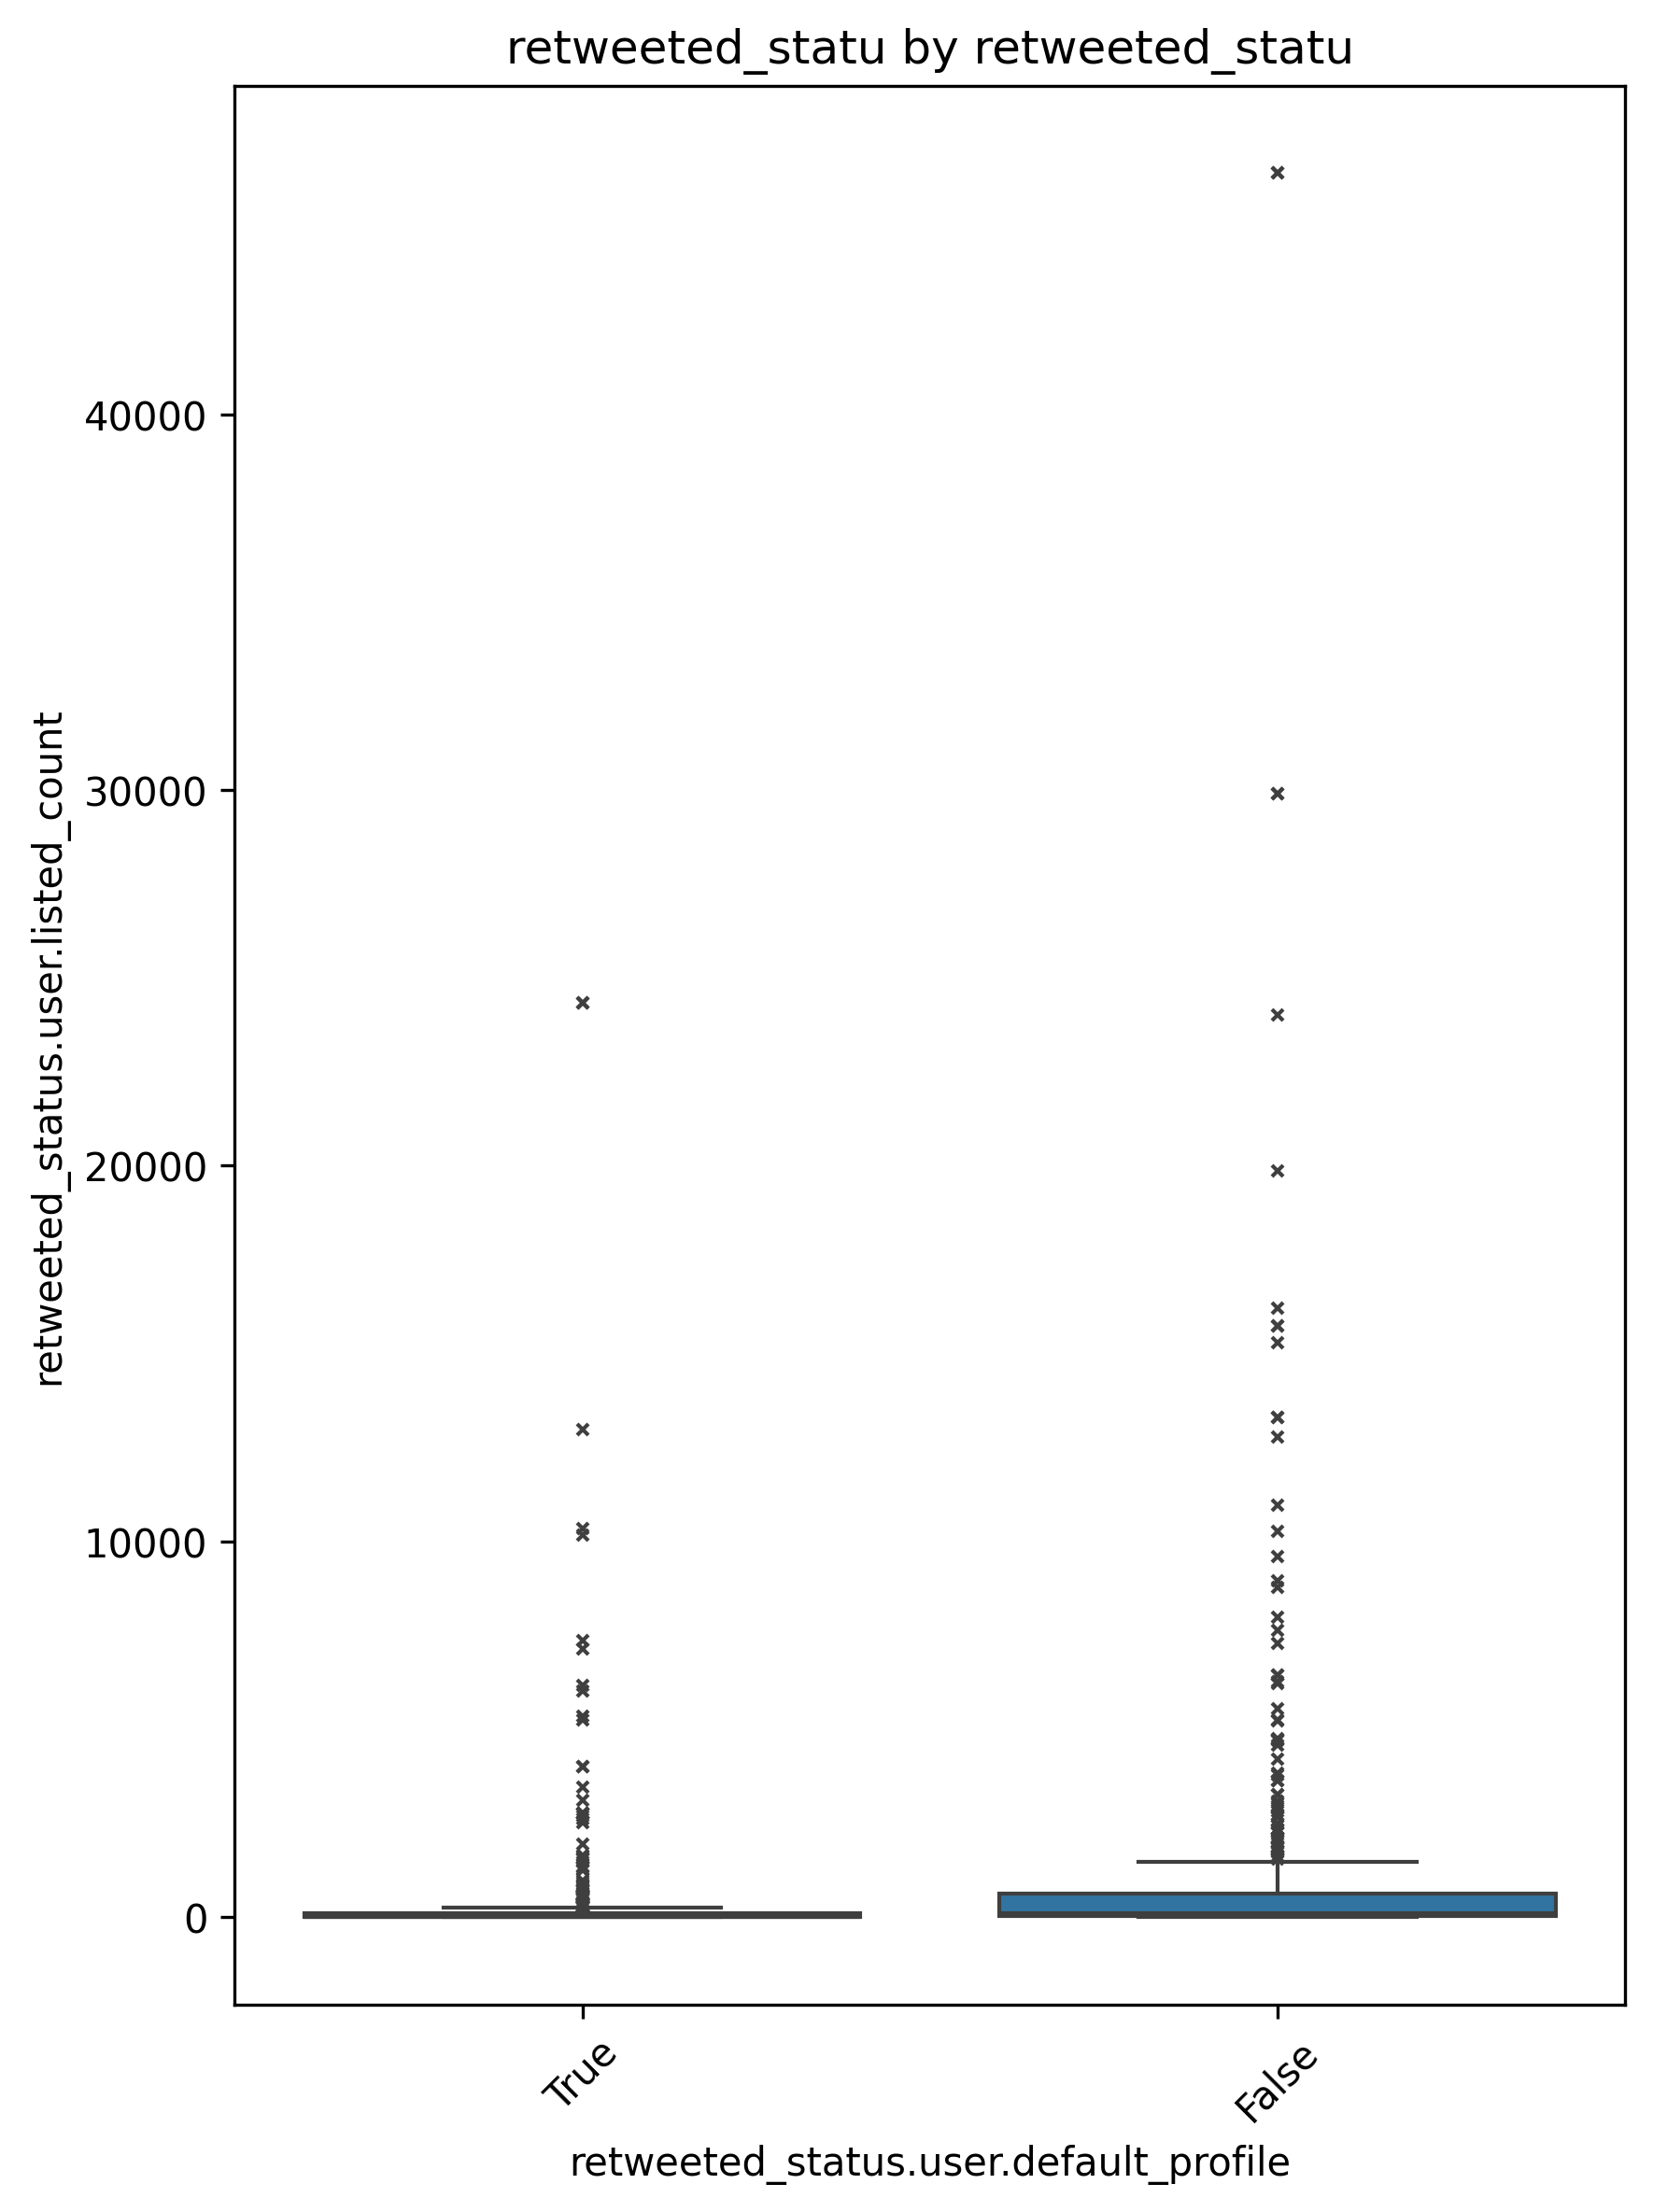 retweeted_statu by retweeted_statu
retweeted_status.user.listed_count
40000
30000
20000
10000
0
True
False
retweeted_status.user.default_profile